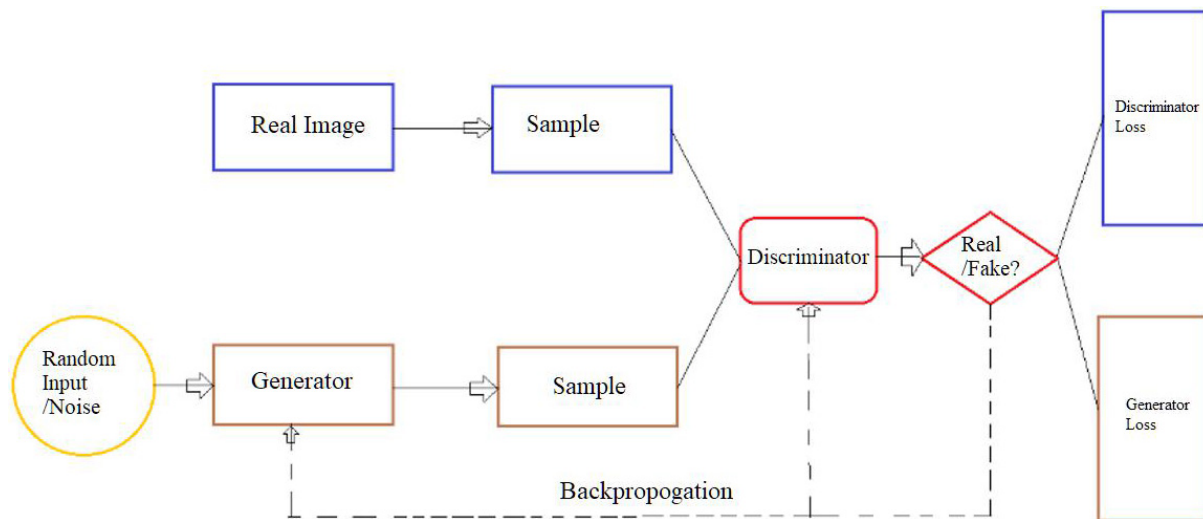 Real Image
Sample
Discriminator
Loss
Discriminator
Real
/Fake?
Random
Input
/Noise
Generator
Sample
Generator
Loss
Backpropogation